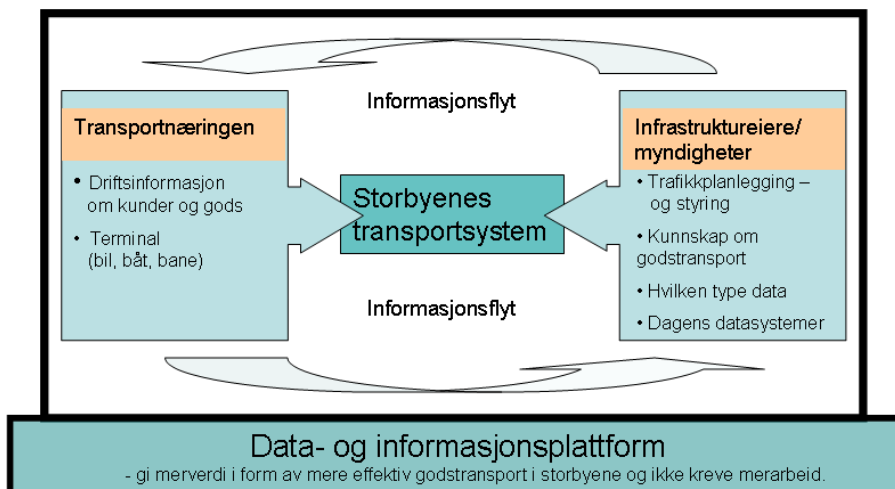 Informasjonsflyt
Transportnæringen
• Driftsinformasjon
om kunder og gods
• Terminal
(bil, båt, bane)
Storbyenes
transportsystem
Infrastruktureiere/
myndigheter
• Trafikkplanlegging –
og styring
• Kunnskap om
godstransport
• Hvilken type data
• Dagens datasystemer
Informasjonsflyt
Data- og informasjonsplattform
- gi merverdi i form av mere effektiv godstransport i storbyene og ikke kreve merarbeid.